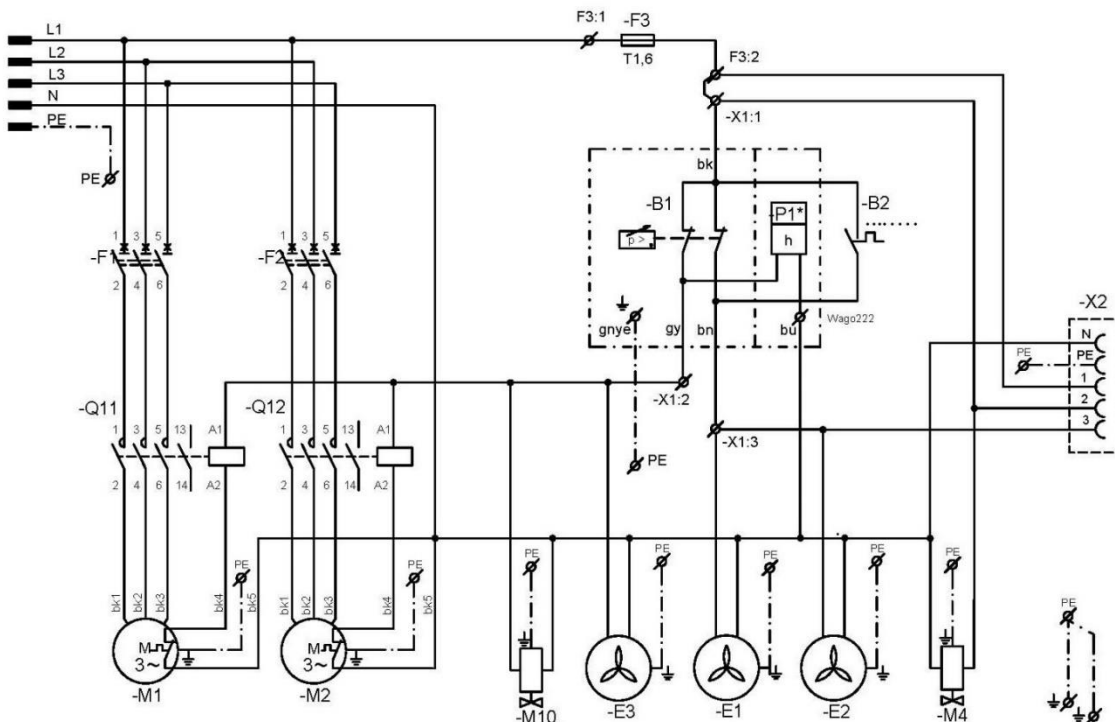 L1
L2
L3
N
PE
PE
F3:1
-F3
T1,6
F3:2
-X1:1
bk
-B1
-P1*
-B2
p >
h
gnye
gy
bn
bu
Wago222
-X1:2
-X1:3
PE
-X2
N
PE
PE
1
2
3
1 3 5
-F1
2 4 6
1 3 5
-F2
2 4 6
-Q11
1 3 5 13 A1
2 4 6 14 A2
-Q12
1 3 5 13 A1
2 4 6 14 A2
bk1 bk2 bk3 bk4 bk5
PE
M
3~
-M1
bk1 bk2 bk3 bk4 bk5
PE
M
3~
-M2
PE
-M10
PE
-E3
PE
-E1
PE
-E2
PE
-M4
PE